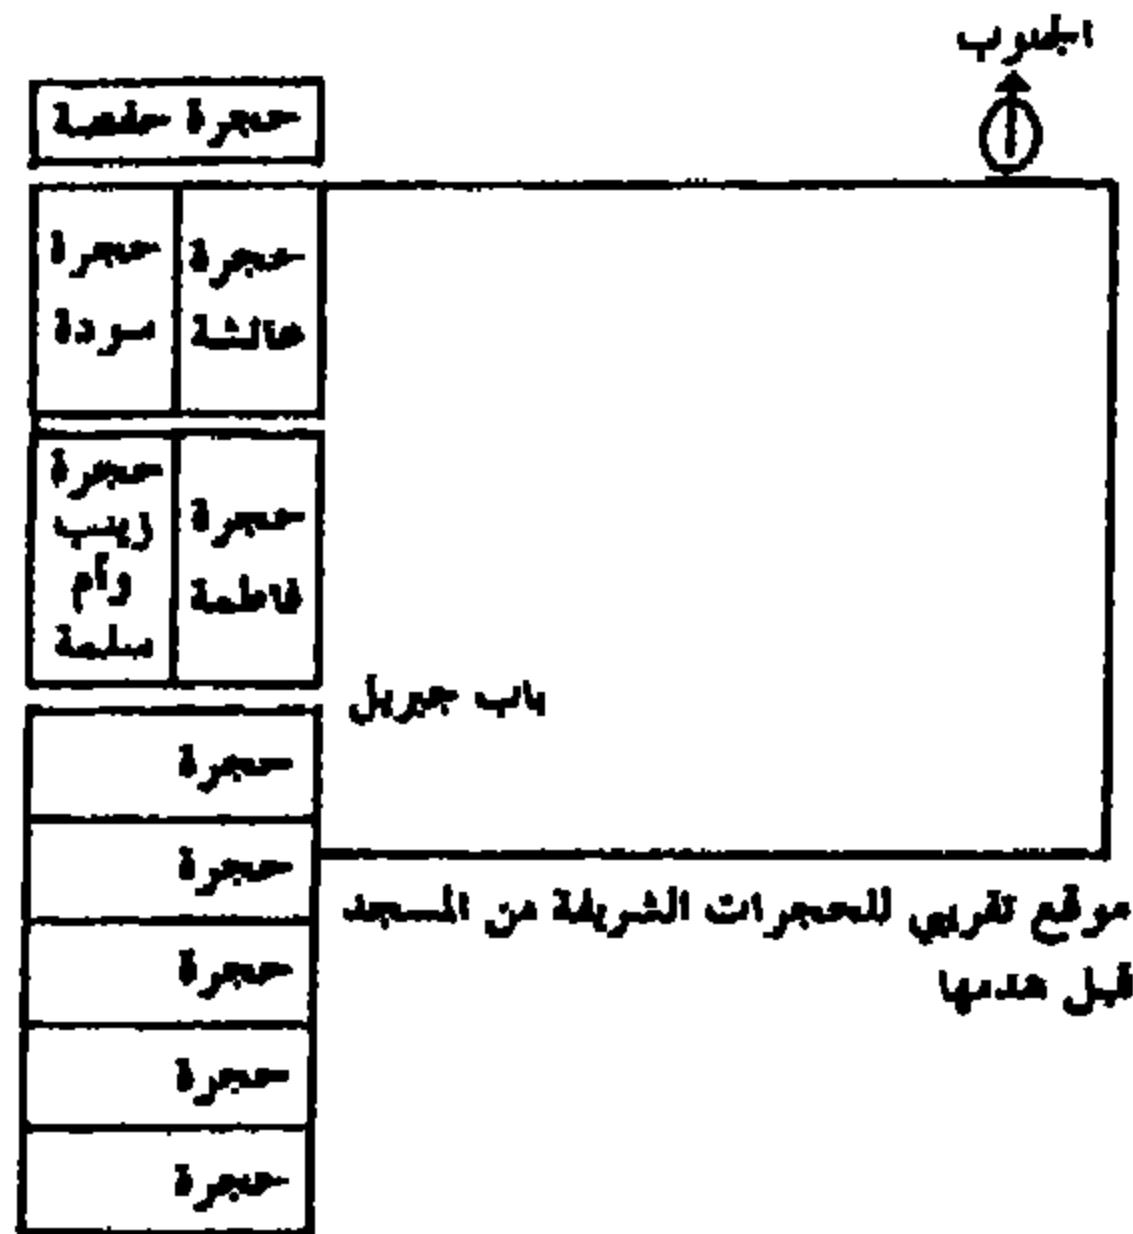 الجنوب
حجرة حفصة
حجرة
عائشة
حجرة
سودة
حجرة
فاطمة
حجرة
زينب
وأم
سلمة
باب جبريل
حجرة
حجرة
حجرة
حجرة
حجرة
موقع تقريبي للحجرات الشريفة من المسجد
قبل هدمها